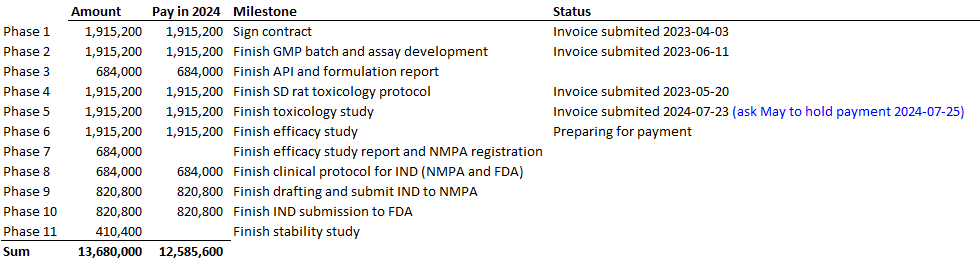 Amount Pay in 2024 Milestone Status
Phase 1 1,915,200 1,915,200 Sign contract Invoice submited 2023-04-03
Phase 2 1,915,200 1,915,200 Finish GMP batch and assay development Invoice submited 2023-06-11
Phase 3 684,000 684,000 Finish API and formulation report
Phase 4 1,915,200 1,915,200 Finish SD rat toxicology protocol Invoice submited 2023-05-20
Phase 5 1,915,200 1,915,200 Finish toxicology study Invoice submited 2024-07-23 (ask May to hold payment 2024-07-25)
Phase 6 1,915,200 1,915,200 Finish efficacy study Preparing for payment
Phase 7 684,000 Finish efficacy study report and NMPA registration
Phase 8 684,000 684,000 Finish clinical protocol for IND (NMPA and FDA)
Phase 9 820,800 820,800 Finish drafting and submit IND to NMPA
Phase 10 820,800 820,800 Finish IND submission to FDA
Phase 11 410,400 Finish stability study
Sum 13,680,000 12,585,600